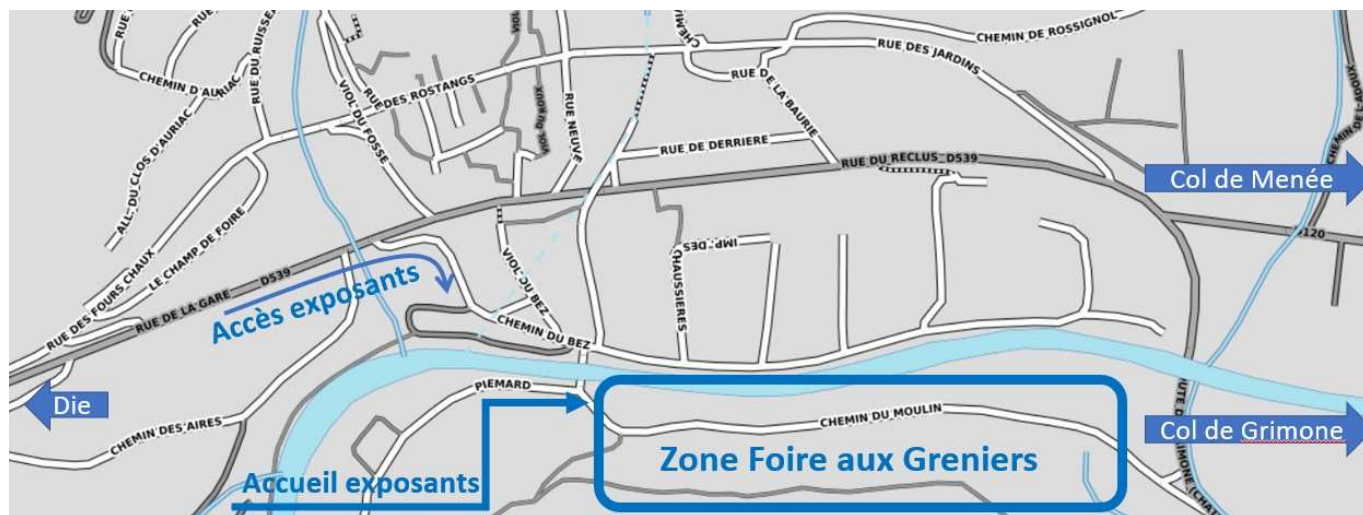 CHEMIN DE ROSSIGNOL
RUE DES JARDINS
CHEMIN D'AURIAC
RUE DU RUISSE
ALL. DU CLOS D'AURIAC
RUE DES ROSTANGS
VIOL DU FOSSE
VIOL DU ROUX
RUE NEUVE
RUE DE LA BAURIE
RUE DE DERRIERE
RUE DU RECLUS D539
Col de Menée
LE CHAMP DE FOIRE
RUE DES FOURS CHAUX
RUE DE LA GARE D539
Accès exposants
VIOL DU BEZ
IMP. DES
CHAUSSIERES
CHEMIN DU BEZ
PIEMARD
Die
CHEMIN DES AIRES
CHEMIN DU MOULIN
Col de Grimone
Zone Foire aux Greniers
Accueil exposants